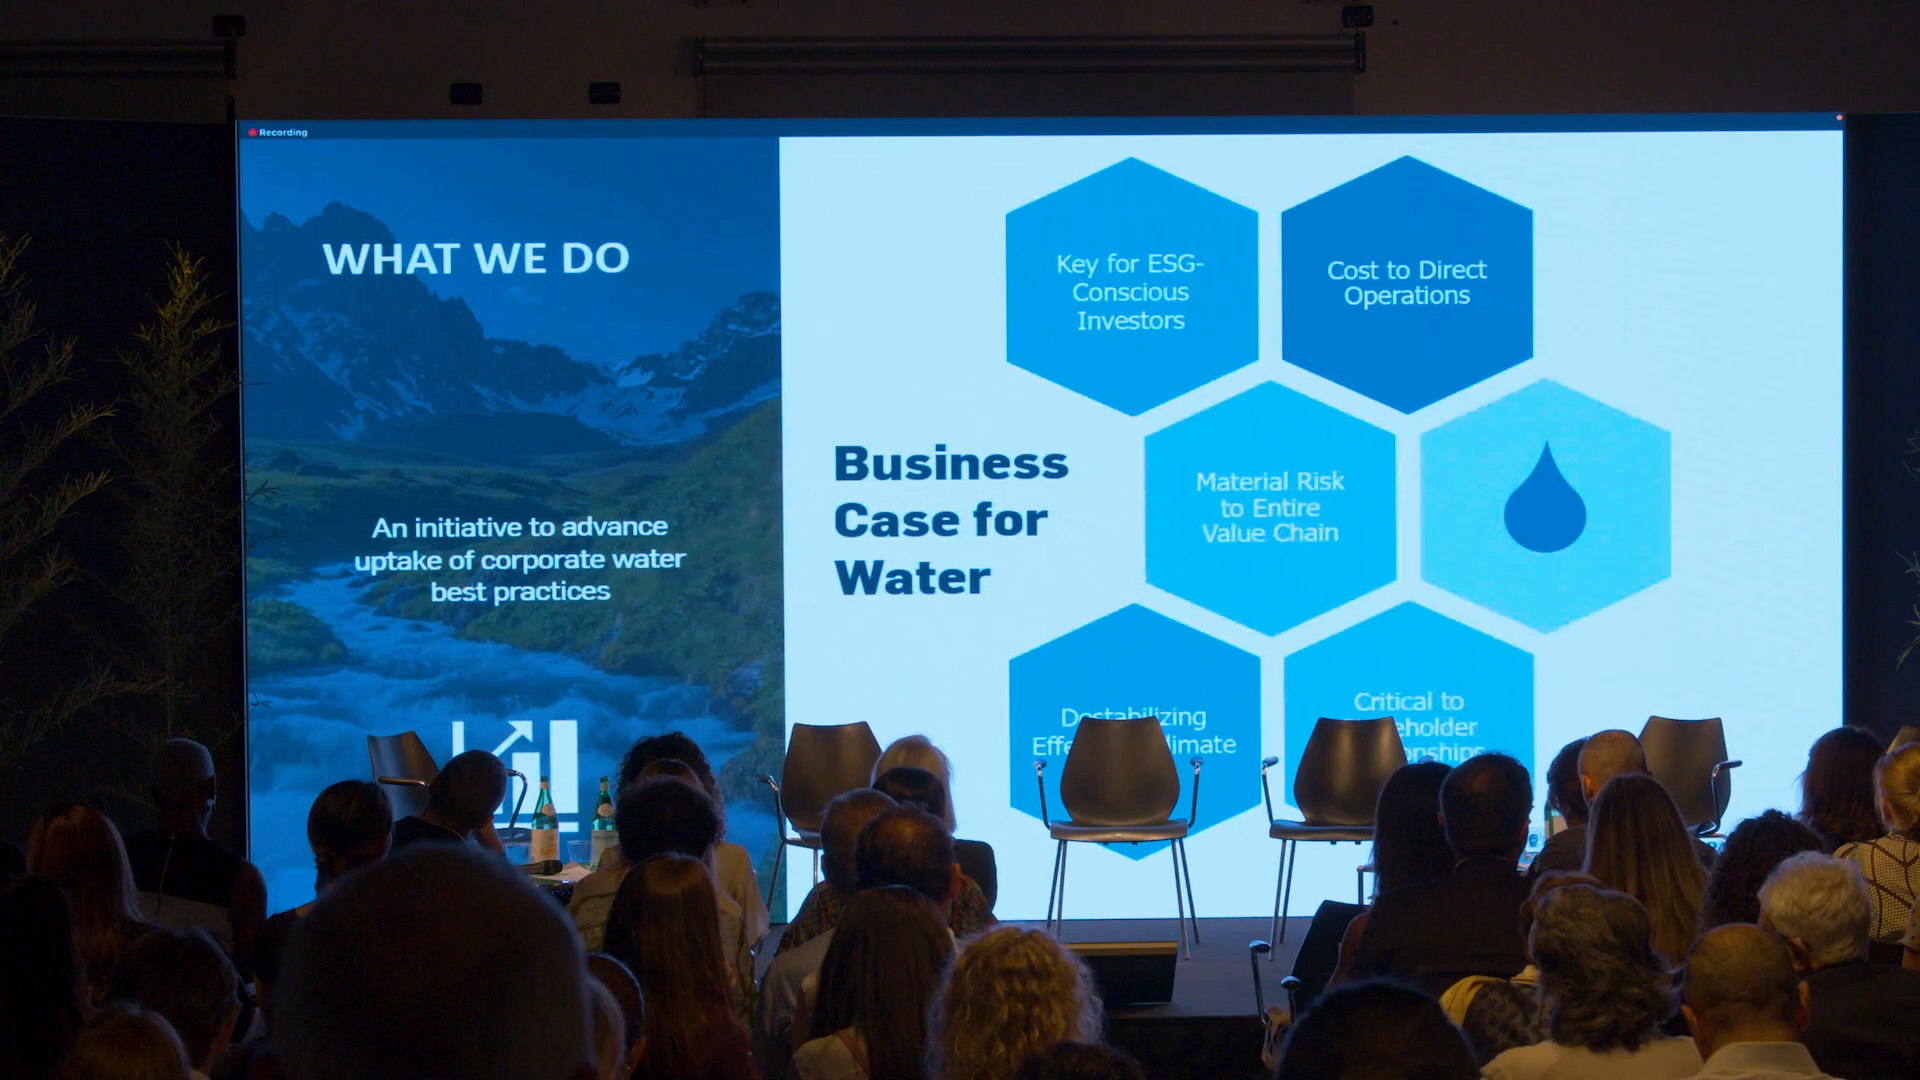 Recording
WHAT WE DO
An initiative to advance
uptake of corporate water
best practices
Business
Case for
Water
Key for ESG-
Conscious
Investors
Cost to Direct
Operations
Material Risk
to Entire
Value Chain
Destabilizing
Critical to